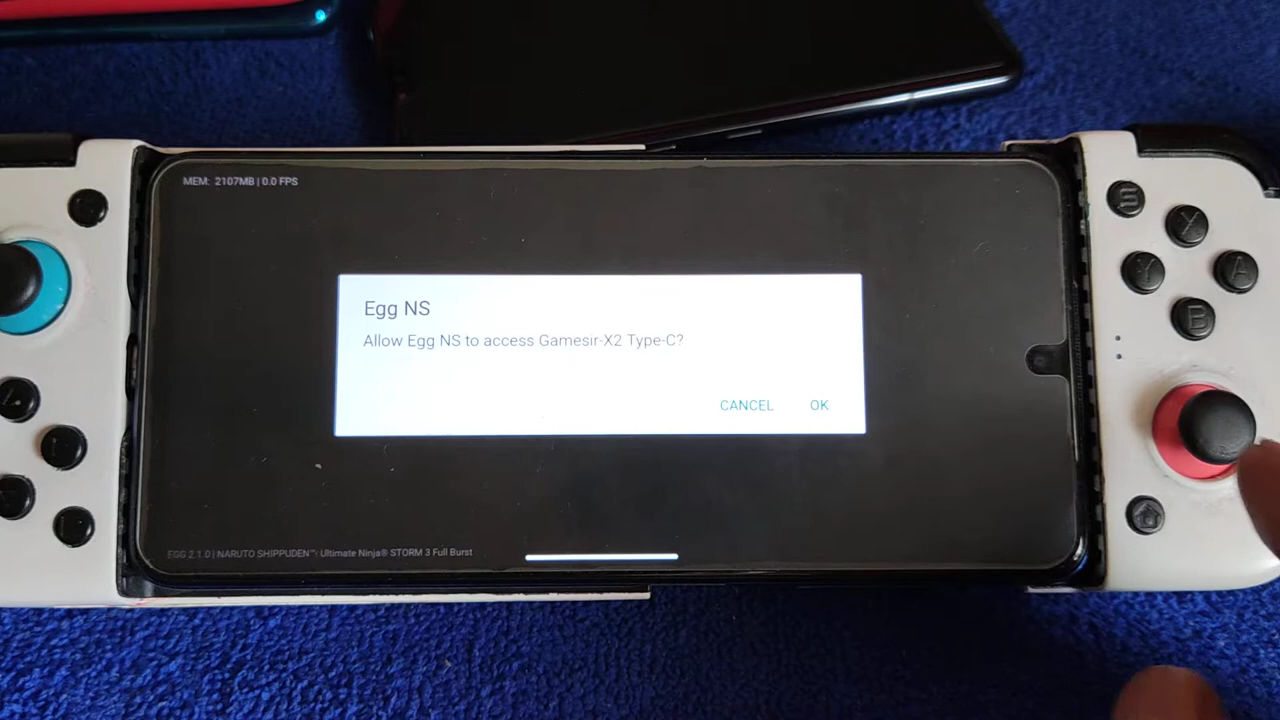 MEM: 2107MB | 0.0 FPS
Egg NS
Allow Egg NS to access Gamesir-X2 Type-C?
CANCEL OK
EGG 2.1.0 | NARUTO SHIPPUDEN™: Ultimate Ninja® STORM 3 Full Burst
S
X
Y
A
B